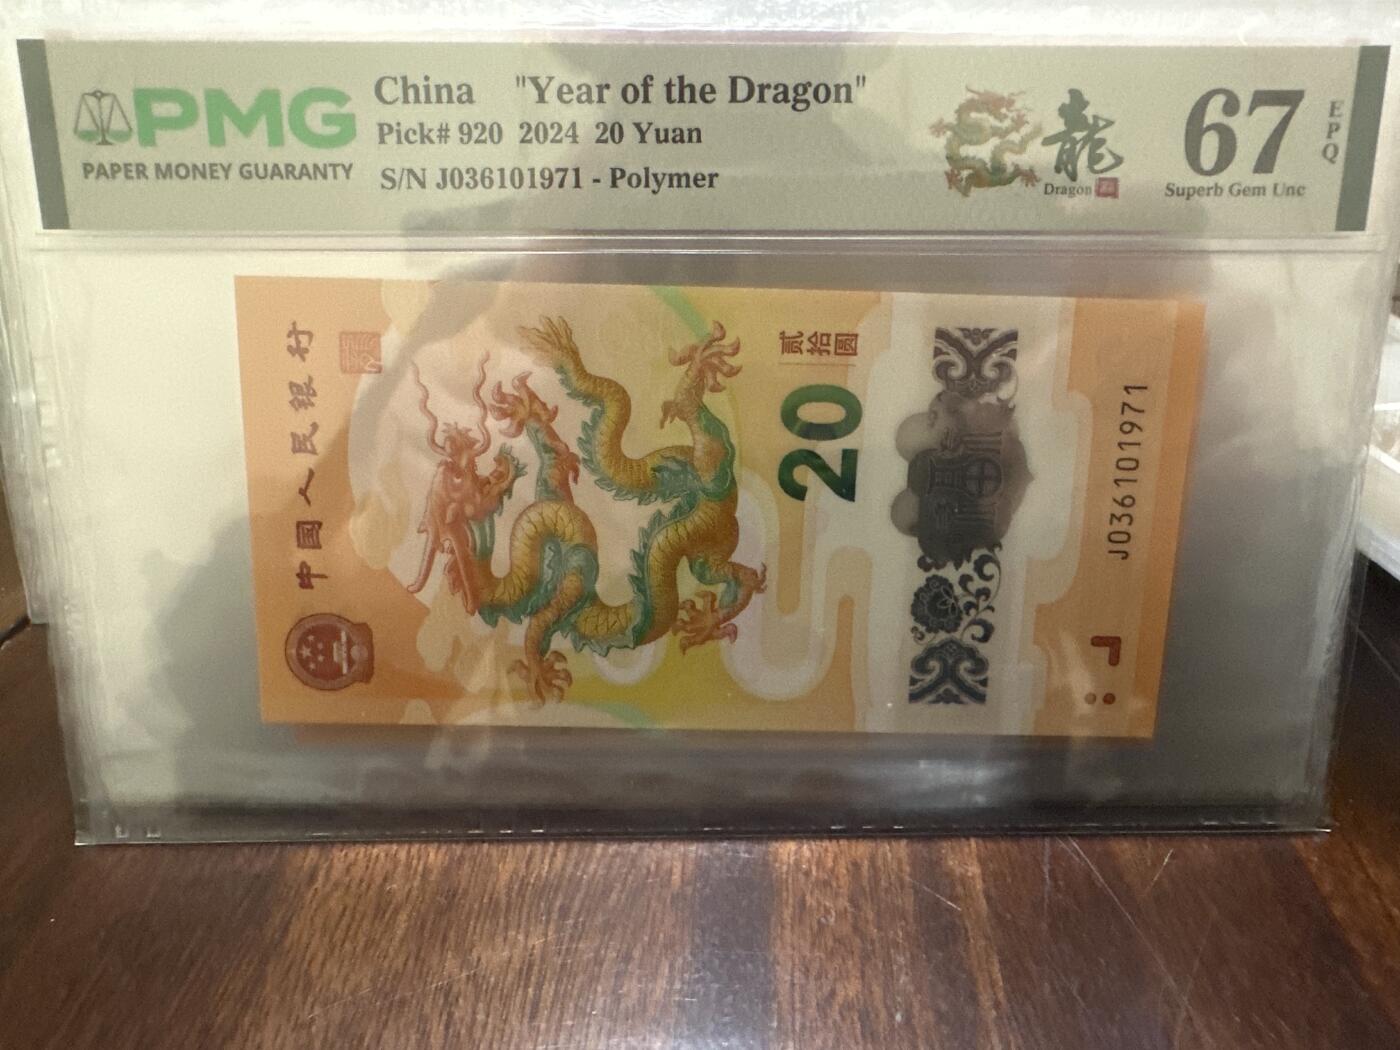 PMG
PAPER MONEY GUARANTY
China "Year of the Dragon"
Pick# 920 2024 20 Yuan
S/N J036101971 - Polymer
龍
Dragon
67
EPQ
Superb Gem Unc
中国人民银行
贰拾圆
20
J036101971